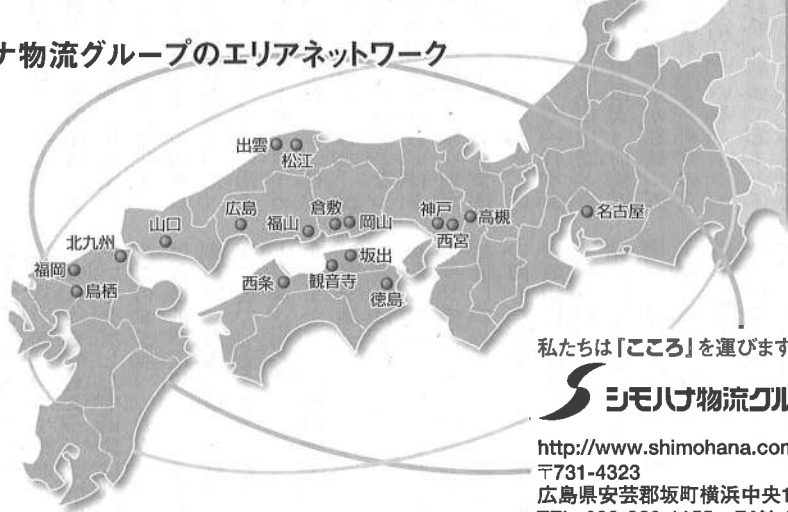 ナ物流グループのエリアネットワーク
出雲
松江
山口
広島
福山
倉敷
岡山
神戸
西宮
高槻
名古屋
北九州
福岡
鳥栖
西条
観音寺
坂出
徳島
私たちは『こころ』を運びます
シモハナ物流グル
http://www.shimohana.com
〒731-4323
広島県安芸郡坂町横浜中央1